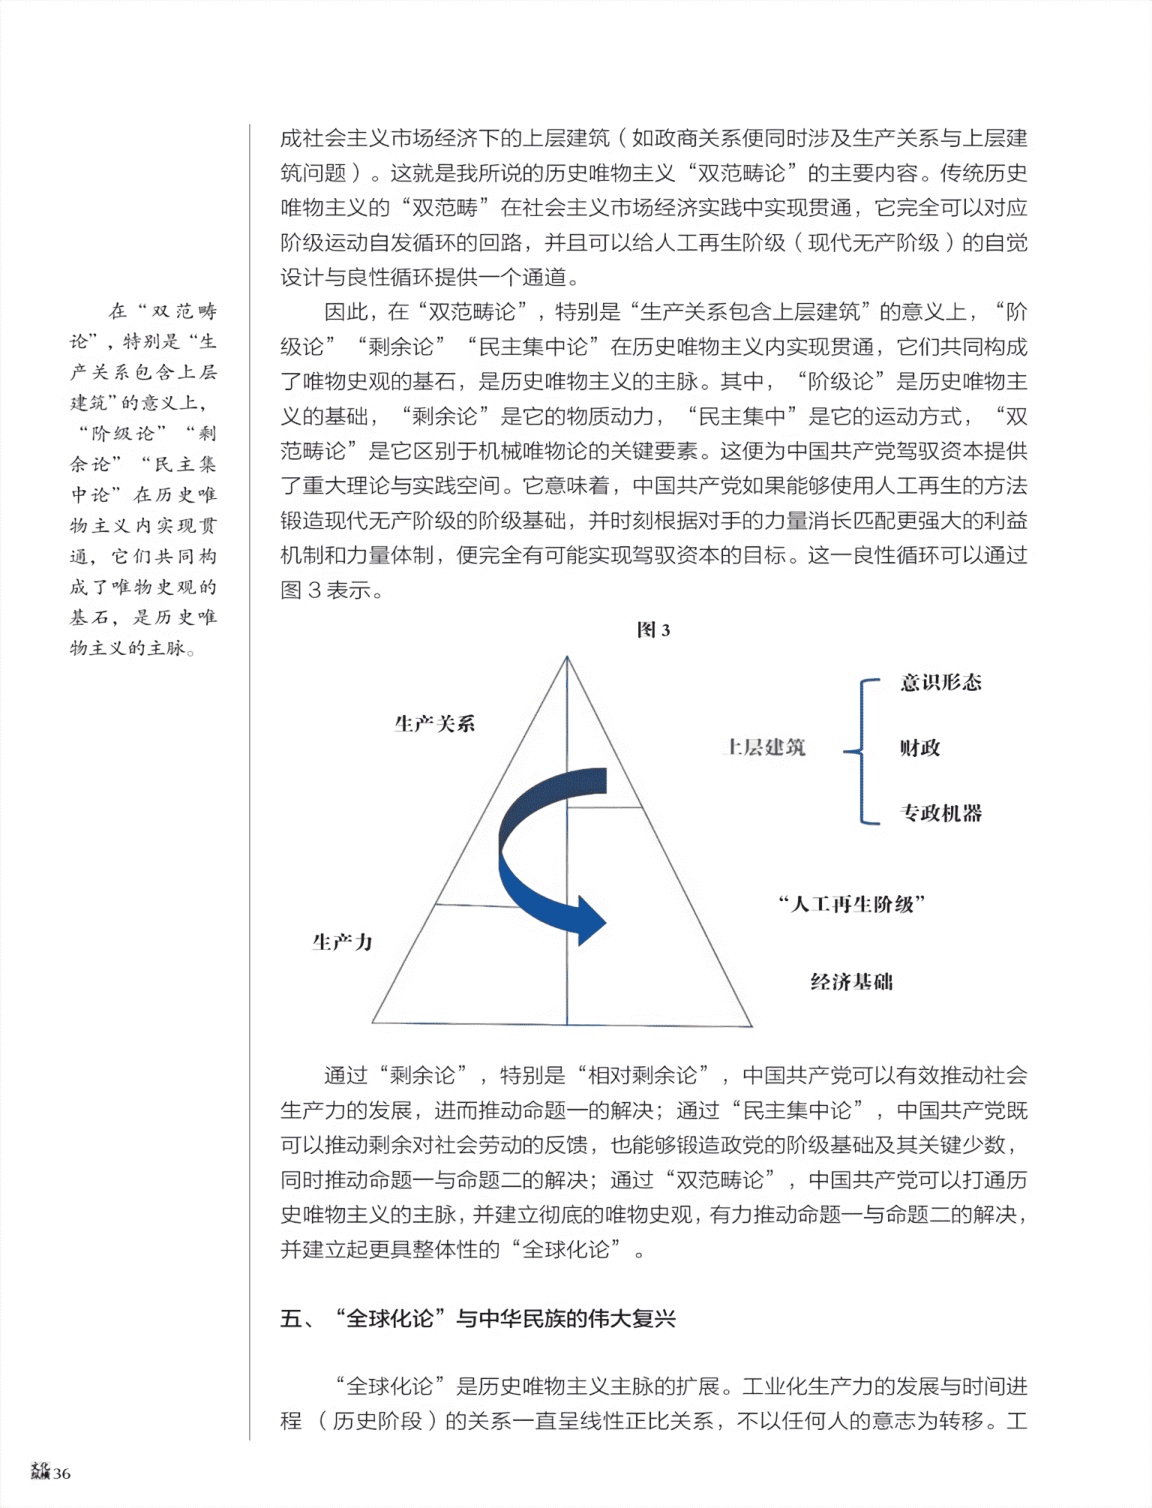 成社会主义市场经济下的上层建筑（如政商关系便同时涉及生产关系与上层建
筑问题）。这就是我所说的历史唯物主义“双范畴论”的主要内容。传统历史
唯物主义的“双范畴”在社会主义市场经济实践中实现贯通，它完全可以对应
阶级运动自发循环的回路，并且可以给人工再生阶级（现代无产阶级）的自觉
设计与良性循环提供一个通道。
因此，在“双范畴论”，特别是“生产关系包含上层建筑”的意义上，“阶
级论”“剩余论”“民主集中论”在历史唯物主义内实现贯通，它们共同构成
了唯物史观的基石，是历史唯物主义的主脉。其中，“阶级论”是历史唯物主
义的基础，“剩余论”是它的物质动力，“民主集中”是它的运动方式，“双
范畴论”是它区别于机械唯物论的关键要素。这便为中国共产党驾驭资本提供
了重大理论与实践空间。它意味着，中国共产党如果能够使用人工再生的方法
锻造现代无产阶级的阶级基础，并时刻根据对手的力量消长匹配更强大的利益
机制和力量体制，便完全有可能实现驾驭资本的目标。这一良性循环可以通过
图 3 表示。
在“双范畴
论”，特别是“生
产关系包含上层
建筑”的意义上，
“阶级论”“剩
余论”“民主集
中论”在历史唯
物主义内实现贯
通，它们共同构
成了唯物史观的
基石，是历史唯
物主义的主脉。
图 3
生产关系
生产力
上层建筑
意识形态
财政
专政机器
“人工再生阶级”
经济基础
通过“剩余论”，特别是“相对剩余论”，中国共产党可以有效推动社会
生产力的发展，进而推动命题一的解决；通过“民主集中论”，中国共产党既
可以推动剩余对社会劳动的反馈，也能够锻造政党的阶级基础及其关键少数，
同时推动命题一与命题二的解决；通过“双范畴论”，中国共产党可以打通历
史唯物主义的主脉，并建立彻底的唯物史观，有力推动命题一与命题二的解决，
并建立起更具整体性的“全球化论”。
五、“全球化论”与中华民族的伟大复兴
“全球化论”是历史唯物主义主脉的扩展。工业化生产力的发展与时间进
程（历史阶段）的关系一直呈线性正比关系，不以任何人的意志为转移。工
文化纵横 36